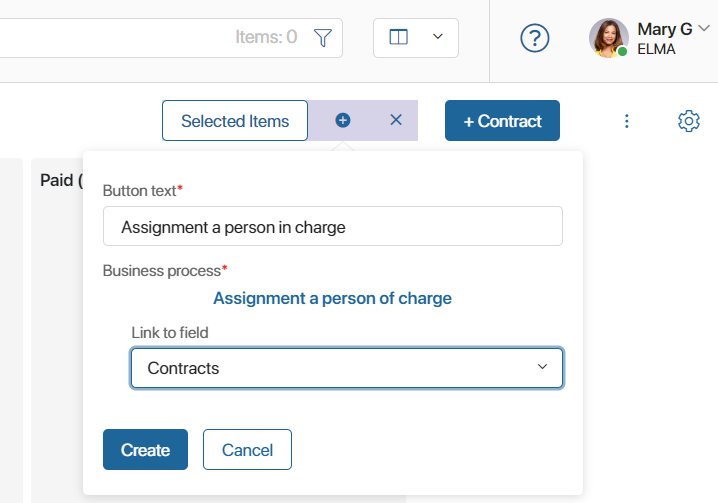 Items: 0
Mary G
ELMA
Selected Items
+ Contract
Paid (
Button text*
Assignment a person in charge
Business process*
Assignment a person of charge
Link to field
Contracts
Create
Cancel